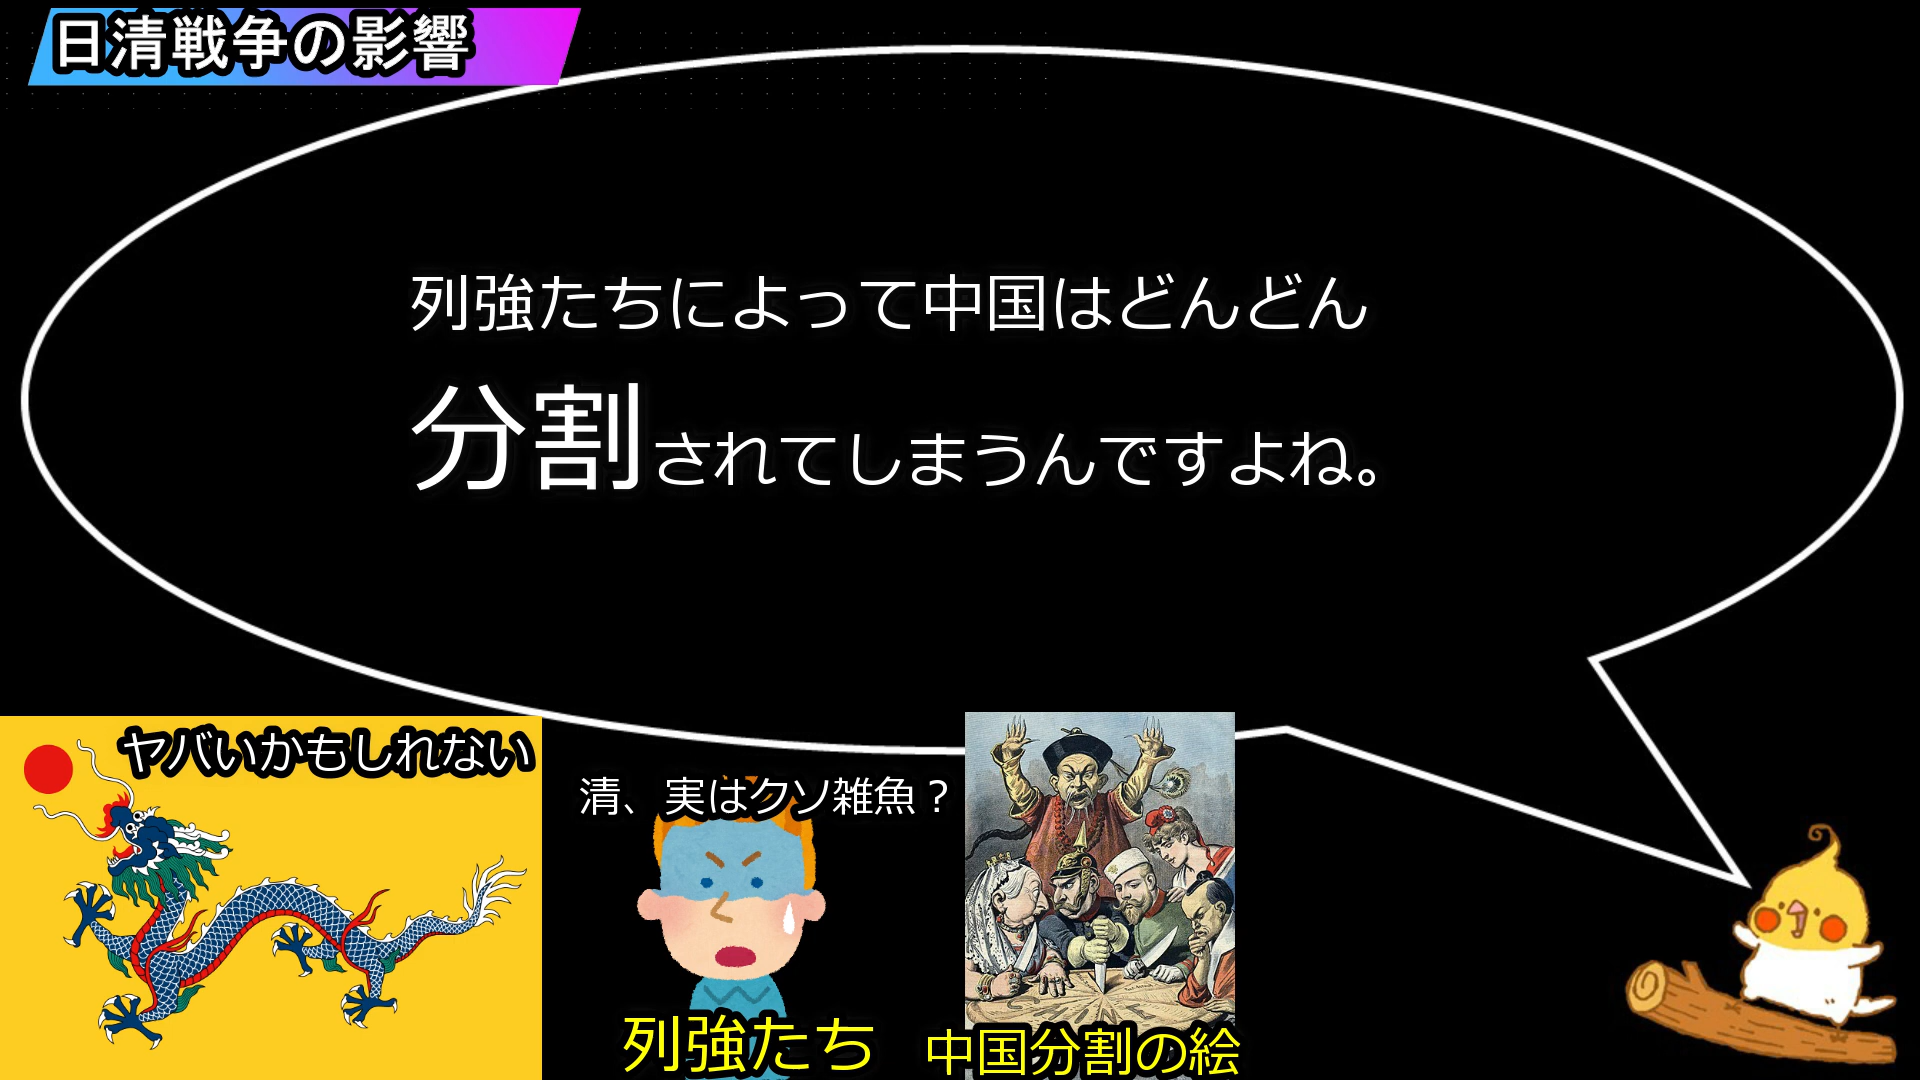 日清戦争の影響
列強たちによって中国はどんどん
分割されてしまうんですよね。
ヤバいかもしれない
清、実はクソ雑魚？
列強たち
中国分割の絵